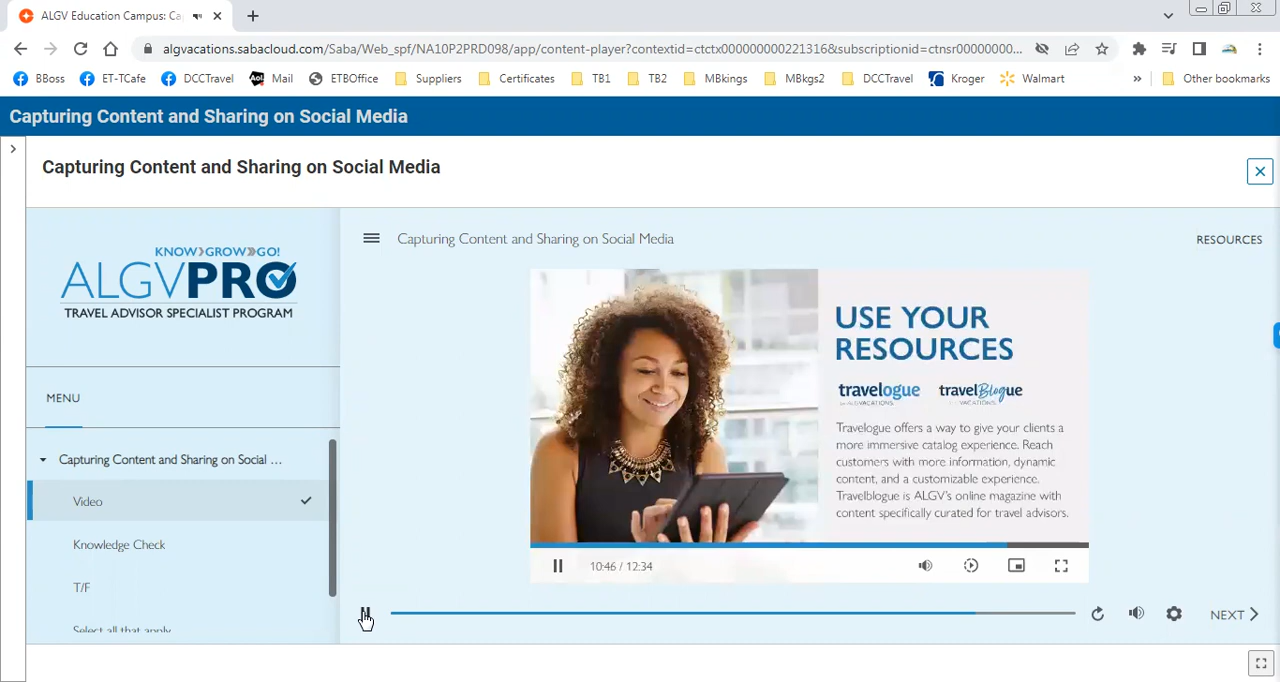 ALGV Education Campus: Ca
algvacations.sabacloud.com/Saba/Web_spf/NA10P2PRD098/app/content-player?contextid=ctctx000000000221316&subscriptionid=ctnsr00000000...
BBoss
ET-TCafe
DCCTravel
Aol.
Mail
ETBOffice
Suppliers
Certificates
TB1
TB2
MBkings
MBkgs2
DCCTravel
Kroger
Walmart
»
Other bookmarks
Capturing Content and Sharing on Social Media
Capturing Content and Sharing on Social Media
KNOW»GROW»GO!
ALGVPRO
TRAVEL ADVISOR SPECIALIST PROGRAM
MENU
Capturing Content and Sharing on Social ...
Video
Knowledge Check
T/F
Select all that apply
Capturing Content and Sharing on Social Media
RESOURCES
USE YOUR
RESOURCES
travelogue
travelBlogue
Travelogue offers a way to give your clients a
more immersive catalog experience. Reach
customers with more information, dynamic
content, and a customizable experience.
Travelblogue is ALGV's online magazine with
content specifically curated for travel advisors.
10:46 / 12:34
NEXT